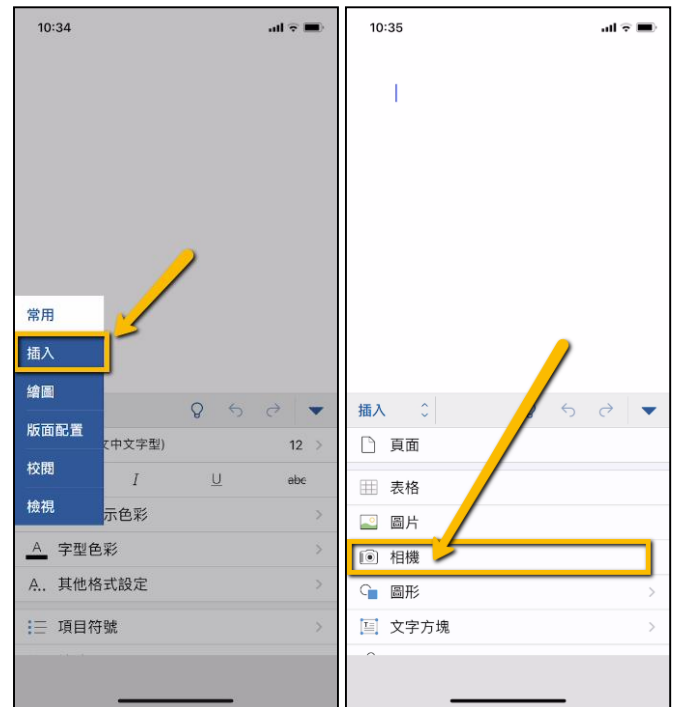 10:34
常用
插入
繪圖
版面配置
校閱
檢視
文中文字型)
12
I
U
abc
示色彩
A 字型色彩
A.. 其他格式設定
項目符號
10:35
插入
頁面
表格
圖片
相機
圖形
文字方塊